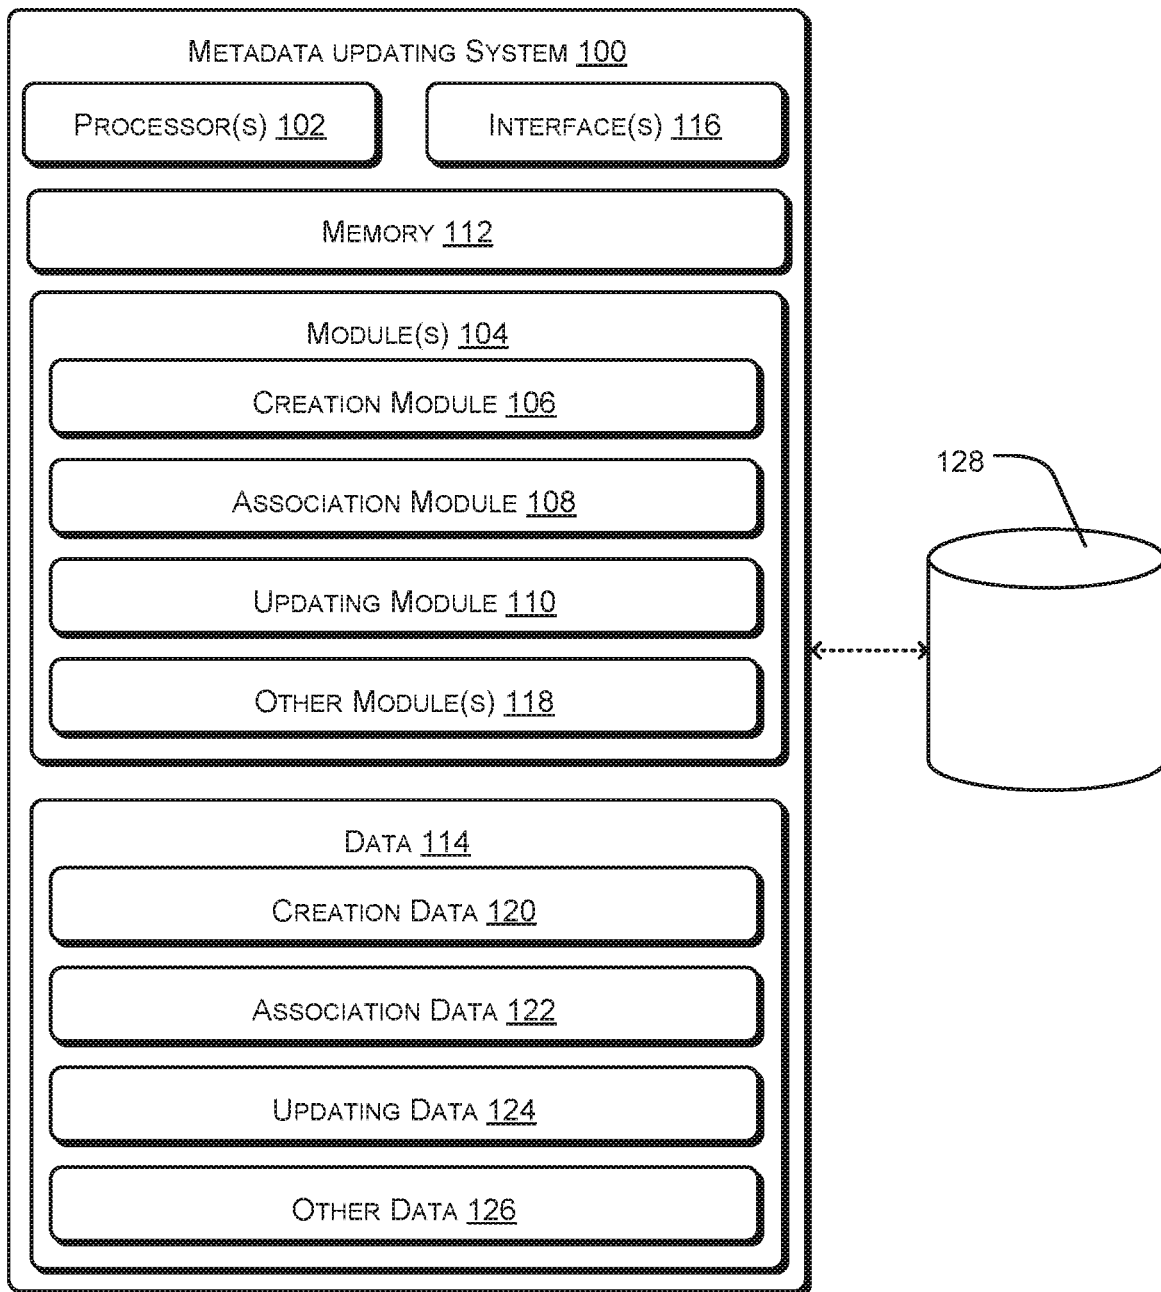 METADATA UPDATING SYSTEM 100
PROCESSOR(S) 102
INTERFACE(S) 116
MEMORY 112
MODULE(S) 104
CREATION MODULE 106
ASSOCIATION MODULE 108
UPDATING MODULE 110
OTHER MODULE(S) 118
128
DATA 114
CREATION DATA 120
ASSOCIATION DATA 122
UPDATING DATA 124
OTHER DATA 126